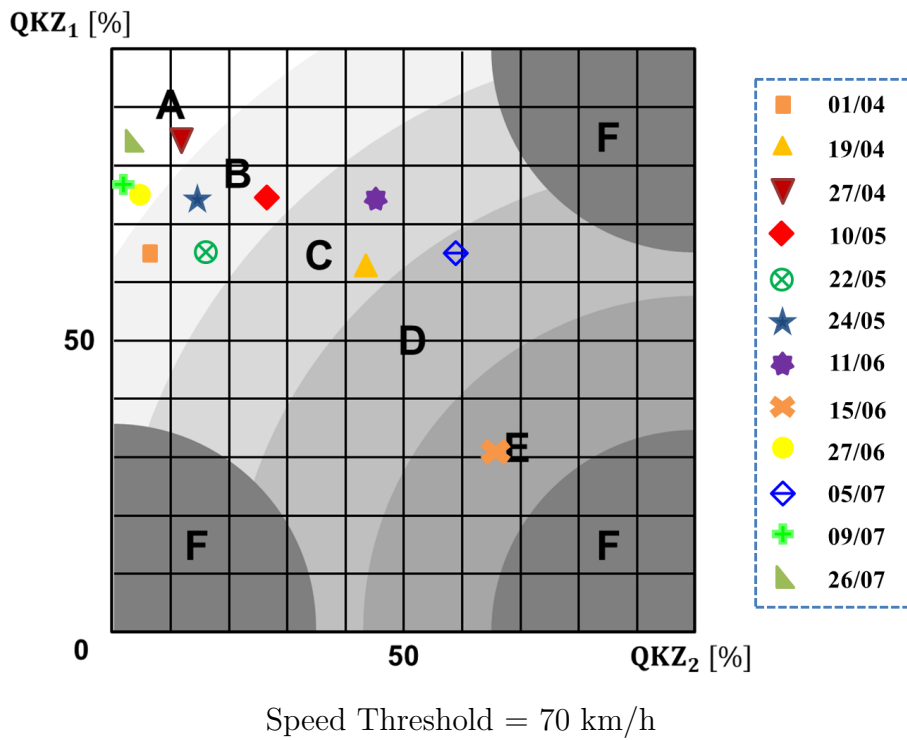 QKZ₁ [%]
A
F
B
C
D
50
E
F
F
0
50
QKZ₂ [%]
01/04
19/04
27/04
10/05
22/05
24/05
11/06
15/06
27/06
05/07
09/07
26/07
Speed Threshold = 70 km/h